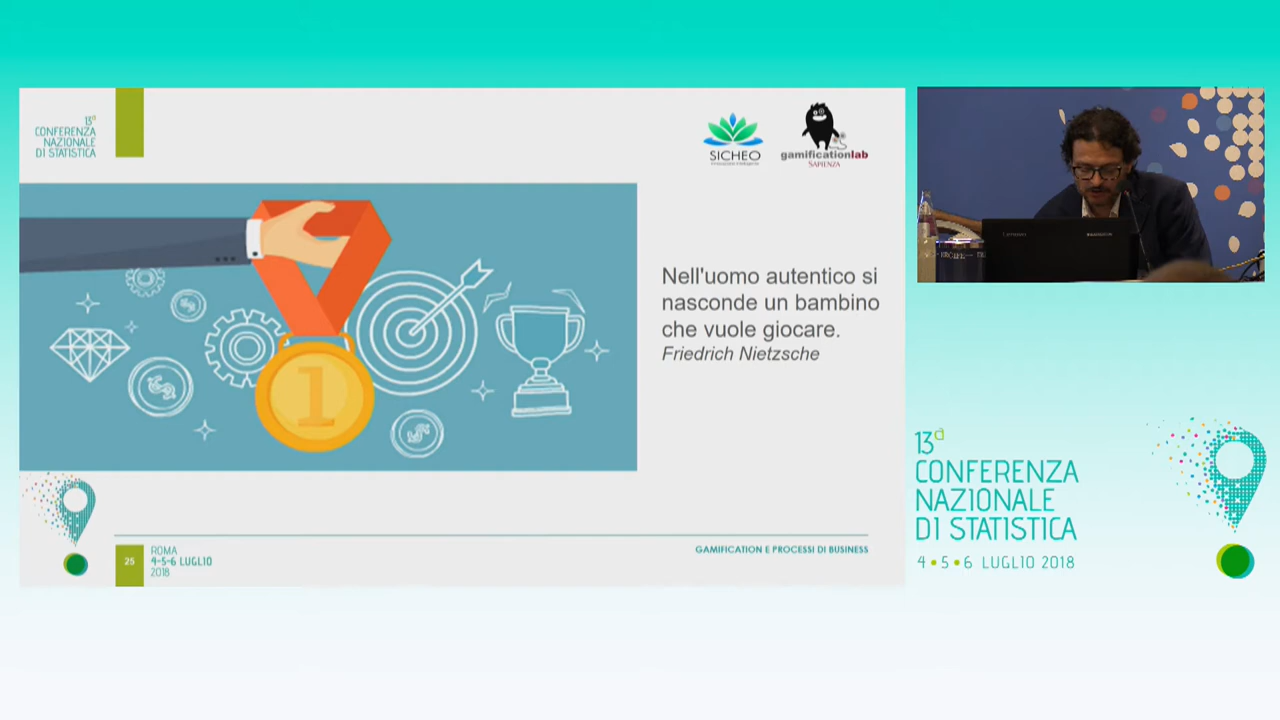 13ª
CONFERENZA
NAZIONALE
DI STATISTICA
SICHEO
gamificationlab
SAPIENZA
1
Nell'uomo autentico si
nasconde un bambino
che vuole giocare.
Friedrich Nietzsche
25
ROMA
4-5-6 LUGLIO
2018
GAMIFICATION E PROCESSI DI BUSINESS
Lenovo
13ª
CONFERENZA
NAZIONALE
DI STATISTICA
4 • 5 • 6 LUGLIO 2018